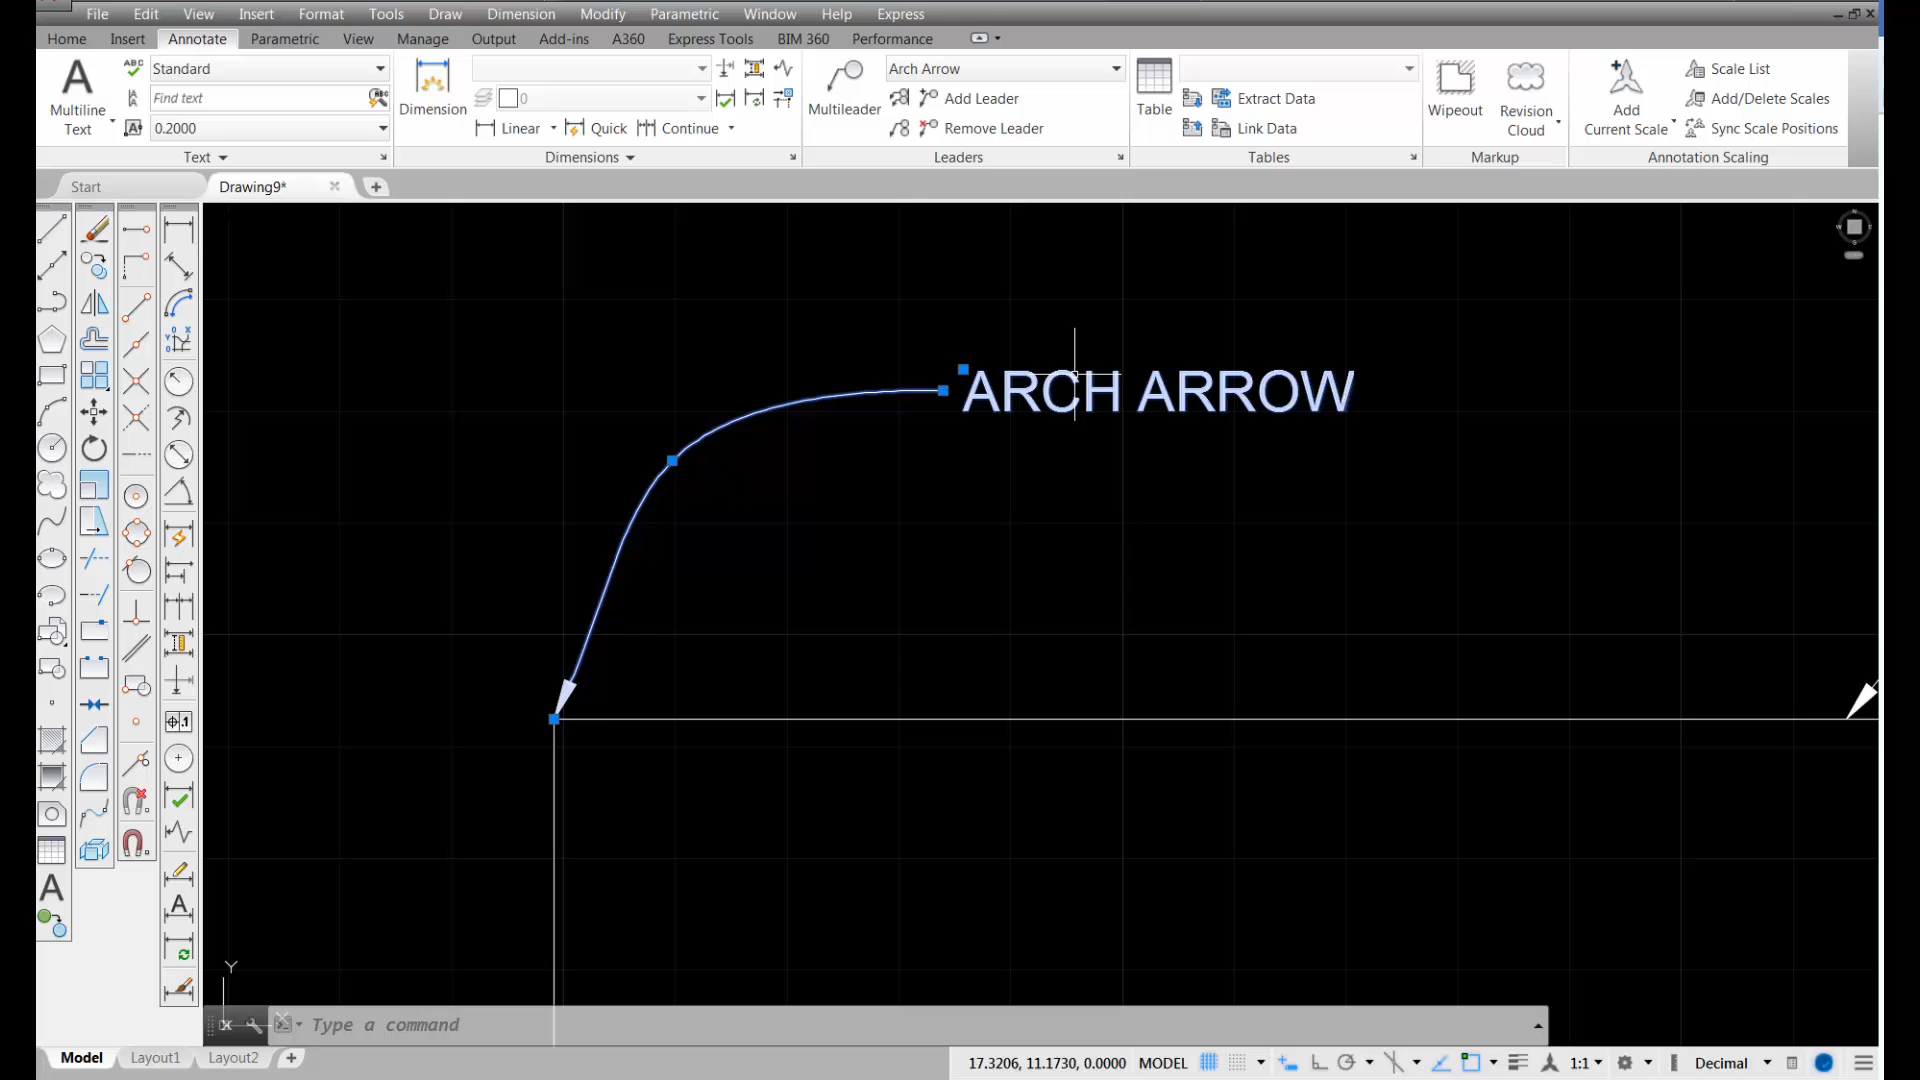 File Edit View Insert Format Tools Draw Dimension Modify Parametric Window Help Express
Home Insert Annotate Parametric View Manage Output Add-ins A360 Express Tools BIM 360 Performance
Standard
Arch Arrow
Find text
0
Add Leader
Extract Data
Scale List
Add/Delete Scales
Multiline Text
Dimension
Multileader
Table
Wipeout
Revision Cloud
Add Current Scale
0.2000
Linear Quick Continue
Remove Leader
Link Data
Sync Scale Positions
Text Dimensions Leaders Tables Markup Annotation Scaling
Start Drawing9*
ARCH ARROW
Y
Type a command
Model Layout1 Layout2
17.3206, 11.1730, 0.0000 MODEL 1:1 Decimal